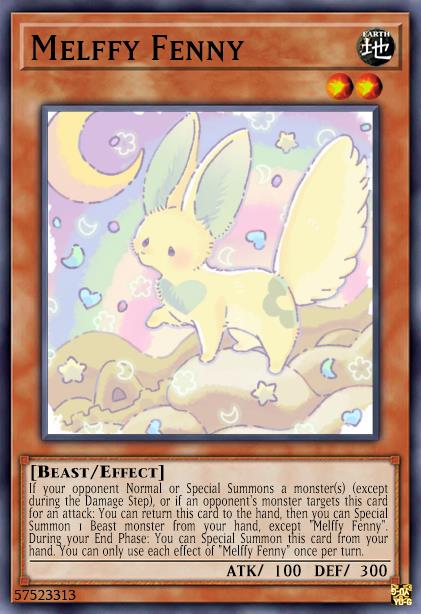 MELFFY FENNY
EARTH
地
[BEAST/EFFECT]
If your opponent Normal or Special Summons a monster(s) (except
during the Damage Step), or if an opponent's monster targets this card
for an attack: You can return this card to the hand, then you can Special
Summon 1 Beast monster from your hand, except "Melffy Fenny".
During your End Phase: You can Special Summon this card from your
hand. You can only use each effect of "Melffy Fenny" once per turn.
ATK/ 100 DEF/ 300
57523313